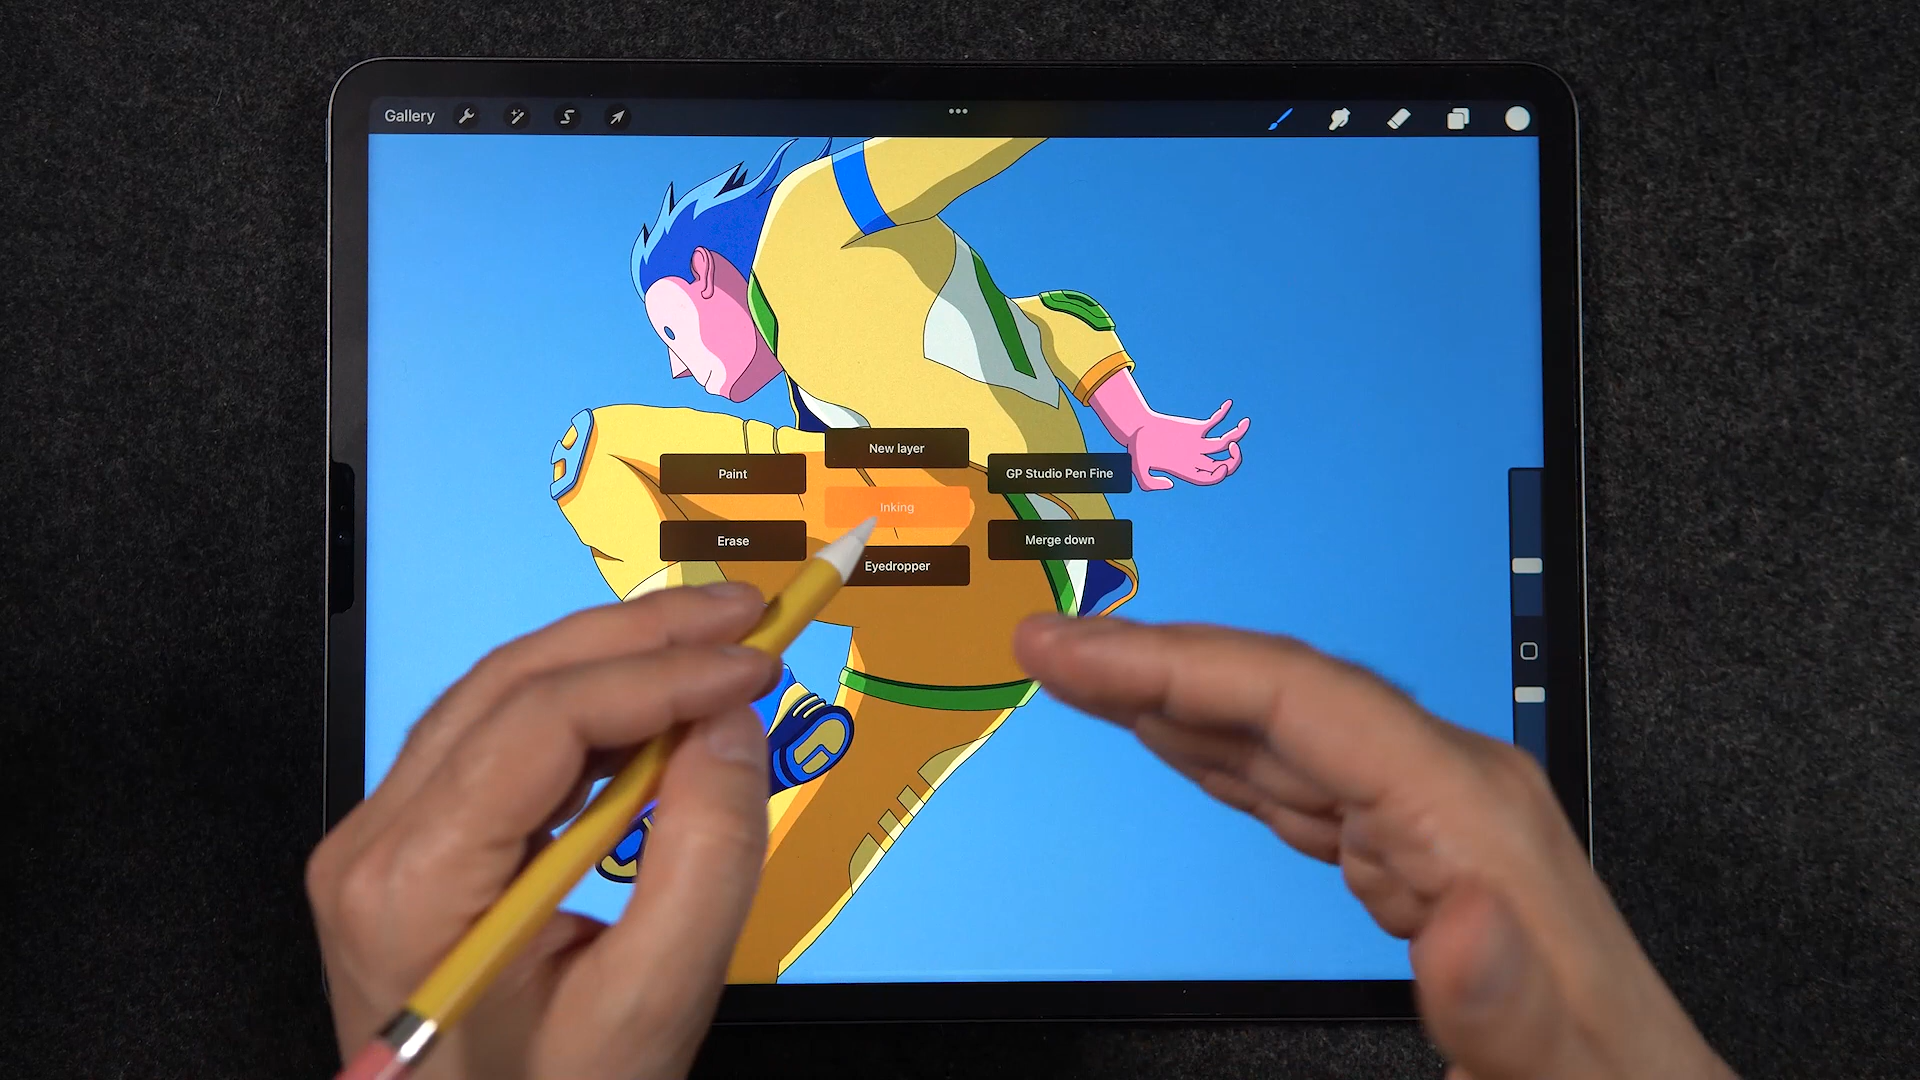 Gallery
New layer
Paint
GP Studio Pen Fine
Inking
Erase
Merge down
Eyedropper